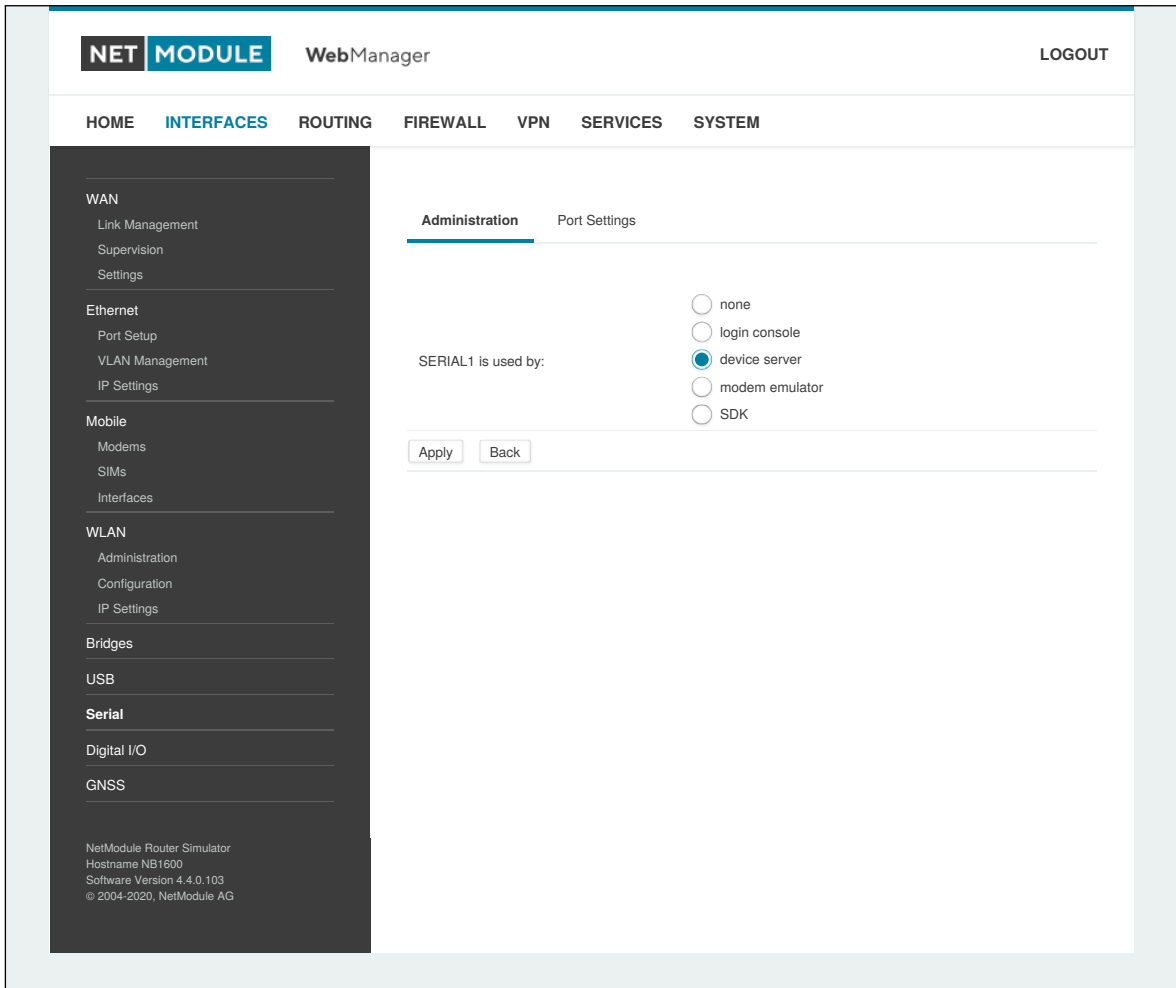 NET MODULE WebManager LOGOUT
HOME INTERFACES ROUTING FIREWALL VPN SERVICES SYSTEM
WAN
Link Management
Supervision
Settings
Ethernet
Port Setup
VLAN Management
IP Settings
Mobile
Modems
SIMs
Interfaces
WLAN
Administration
Configuration
IP Settings
Bridges
USB
Serial
Digital I/O
GNSS
NetModule Router Simulator
Hostname NB1600
Software Version 4.4.0.103
© 2004-2020, NetModule AG
Administration Port Settings
SERIAL1 is used by:
none
login console
device server
modem emulator
SDK
Apply Back